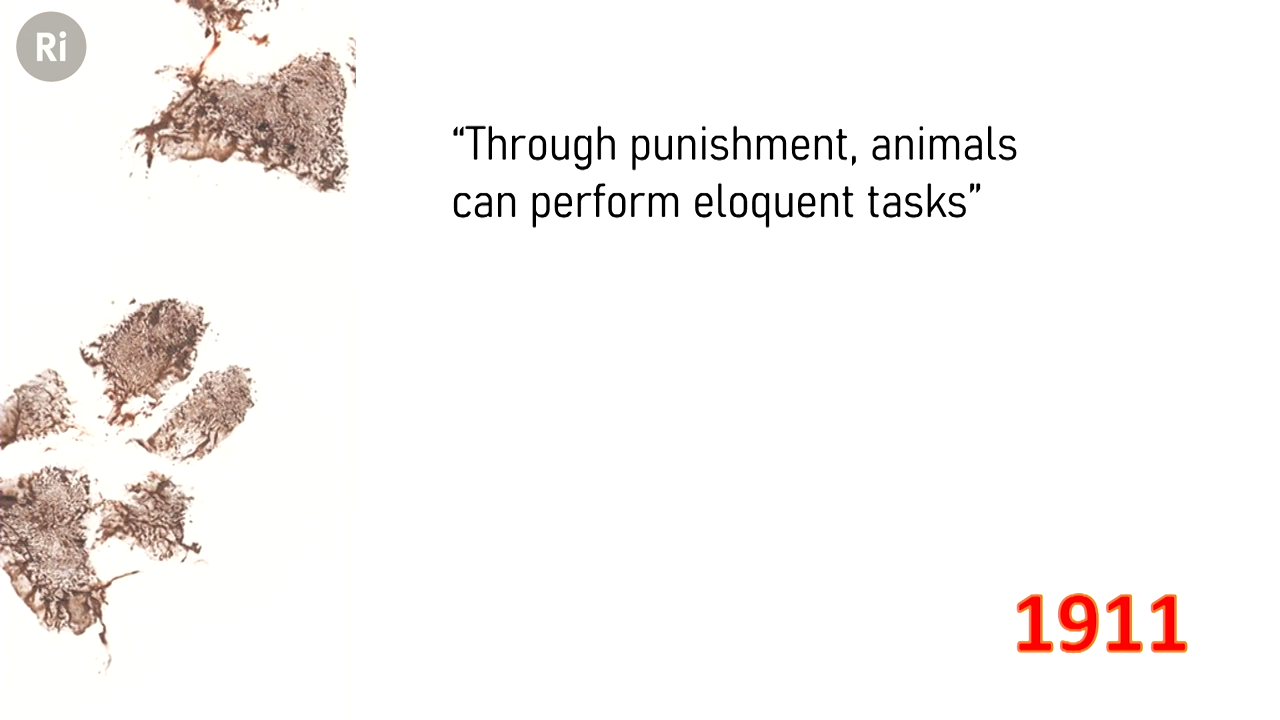 Ri
“Through punishment, animals
can perform eloquent tasks”
1911